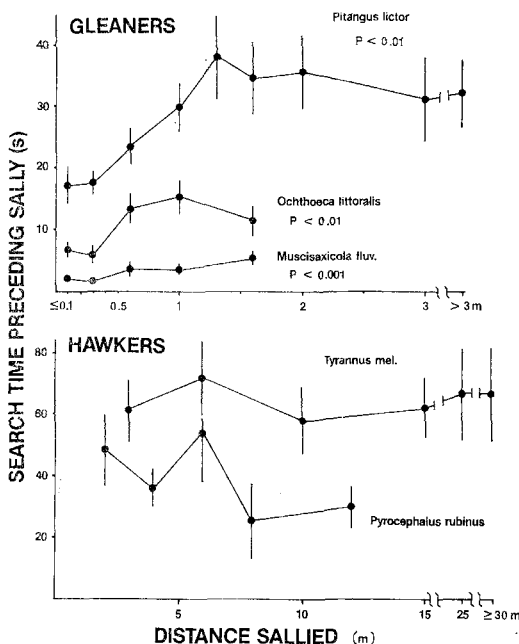 GLEANERS
Pitangus lictor
P < 0.01
40
30
20
10
Ochthoeca littoralis
P < 0.01
Muscisaxicola fluv.
P < 0.001
≤0.1 0.5 1 2 3 > 3m
SEARCH TIME PRECEDING SALLY (s)
HAWKERS
Tyrannus mel.
80
60
40
20
Pyrocephalus rubinus
5 10 15 25 ≥30 m
DISTANCE SALLIED (m)